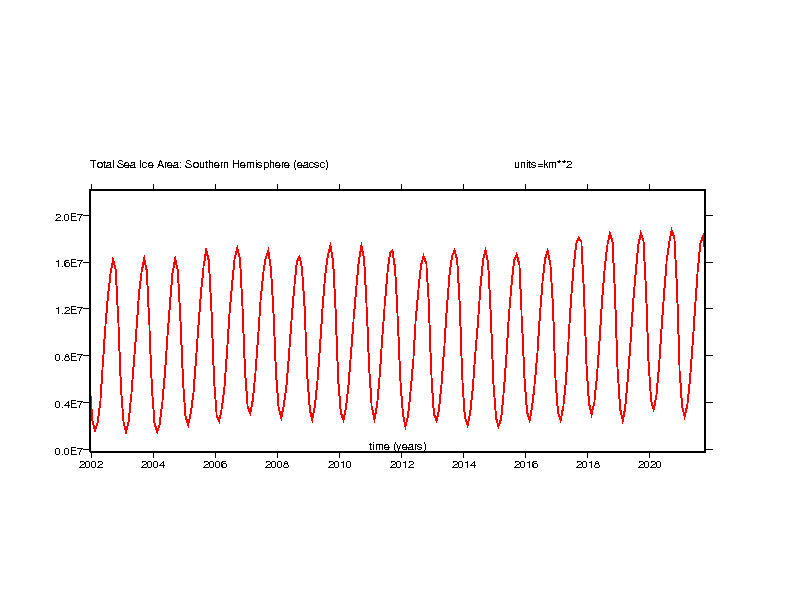 Total Sea Ice Area: Southern Hemisphere (eacsc) units=km**2
2.0E7
1.6E7
1.2E7
0.8E7
0.4E7
0.0E7
time (years)
2002 2004 2006 2008 2010 2012 2014 2016 2018 2020